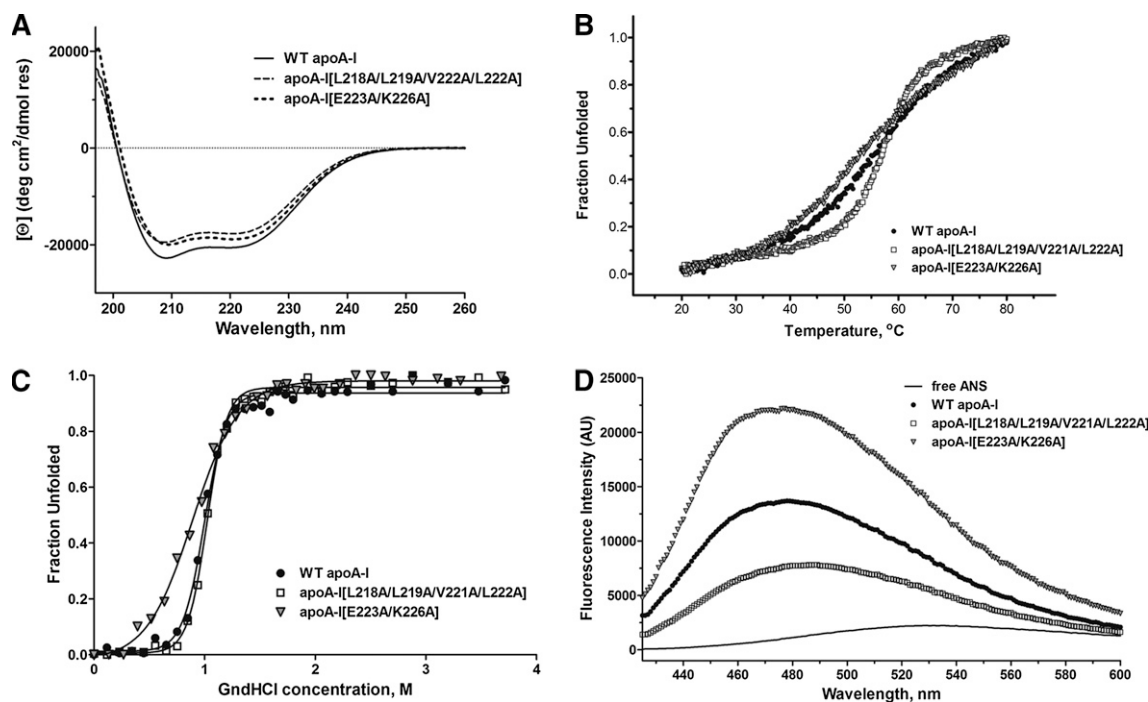 A
20000
0
-20000
[Θ] (deg cm²/dmol res)
WT apoA-I
apoA-I[L218A/L219A/V222A/L222A]
apoA-I[E223A/K226A]
200 210 220 230 240 250 260
Wavelength, nm
B
1.0
0.8
0.6
0.4
0.2
0.0
Fraction Unfolded
WT apoA-I
apoA-I[L218A/L219A/V221A/L222A]
apoA-I[E223A/K226A]
20 30 40 50 60 70 80
Temperature, °C
C
1.0
0.8
0.6
0.4
0.2
0.0
Fraction Unfolded
WT apoA-I
apoA-I[L218A/L219A/V221A/L222A]
apoA-I[E223A/K226A]
0 1 2 3 4
GndHCl concentration, M
D
25000
20000
15000
10000
5000
0
Fluorescence Intensity (AU)
free ANS
WT apoA-I
apoA-I[L218A/L219A/V221A/L222A]
apoA-I[E223A/K226A]
440 460 480 500 520 540 560 580 600
Wavelength, nm